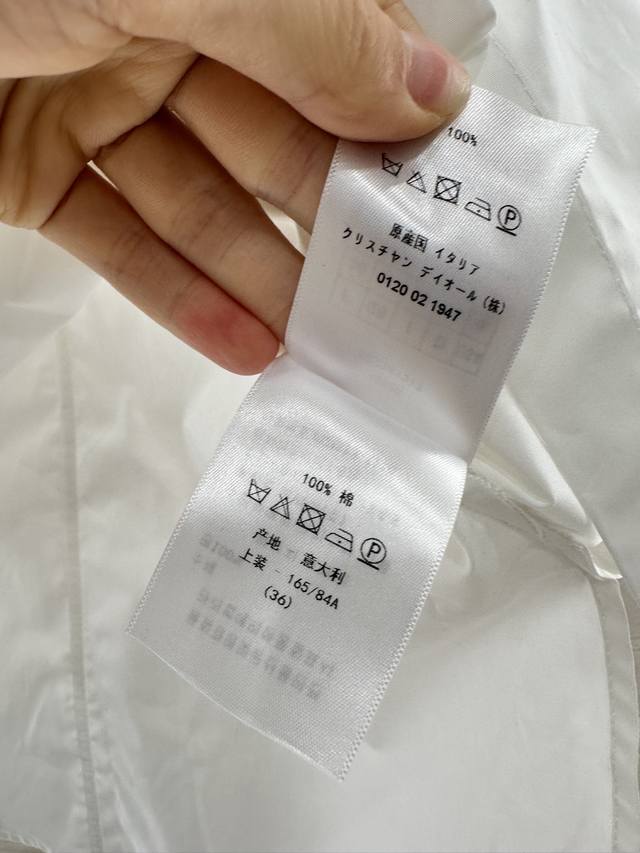 100%
P
原産国 イタリア
クリスチャン ディオール (株)
0120 02 1947
100% 棉
P
产地 - 意大利
上装 - 165/84A
(36)